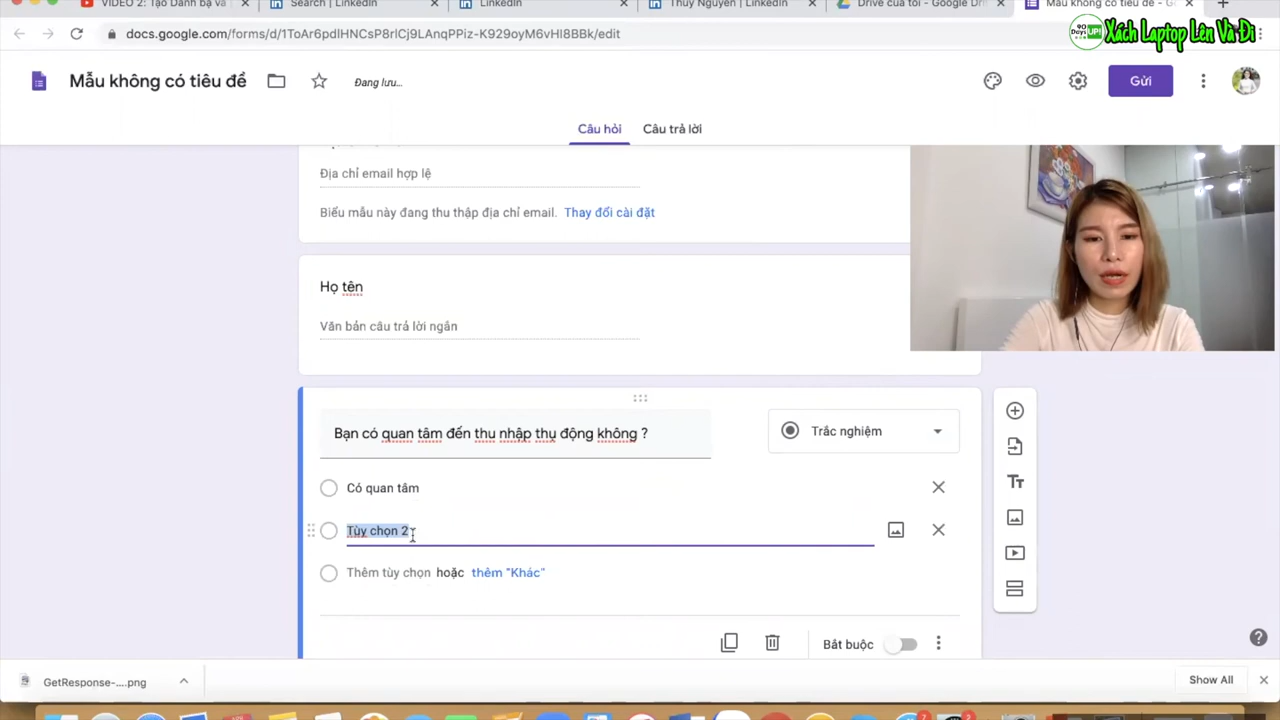 VIDEO 2: Tạo Danh bạ và
Search | LinkedIn
LinkedIn
Thuy Nguyen | LinkedIn
Drive của tôi - Google Dri
Mẫu không có tiêu đề - G
docs.google.com/forms/d/1ToAr6pdIHNCsP8rlCj9LAnqPPiz-K929oyM6vHI8BBk/edit
90 Days UP!
Xách Laptop Lên Và Đi
Mẫu không có tiêu đề
Đang lưu...
Gửi
Câu hỏi
Câu trả lời
Địa chỉ email hợp lệ
Biểu mẫu này đang thu thập địa chỉ email. Thay đổi cài đặt
Họ tên
Văn bản câu trả lời ngắn
Bạn có quan tâm đến thu nhập thụ động không ?
Trắc nghiệm
Có quan tâm
Tùy chọn 2
Thêm tùy chọn hoặc thêm "Khác"
Bắt buộc
GetResponse-....png
Show All